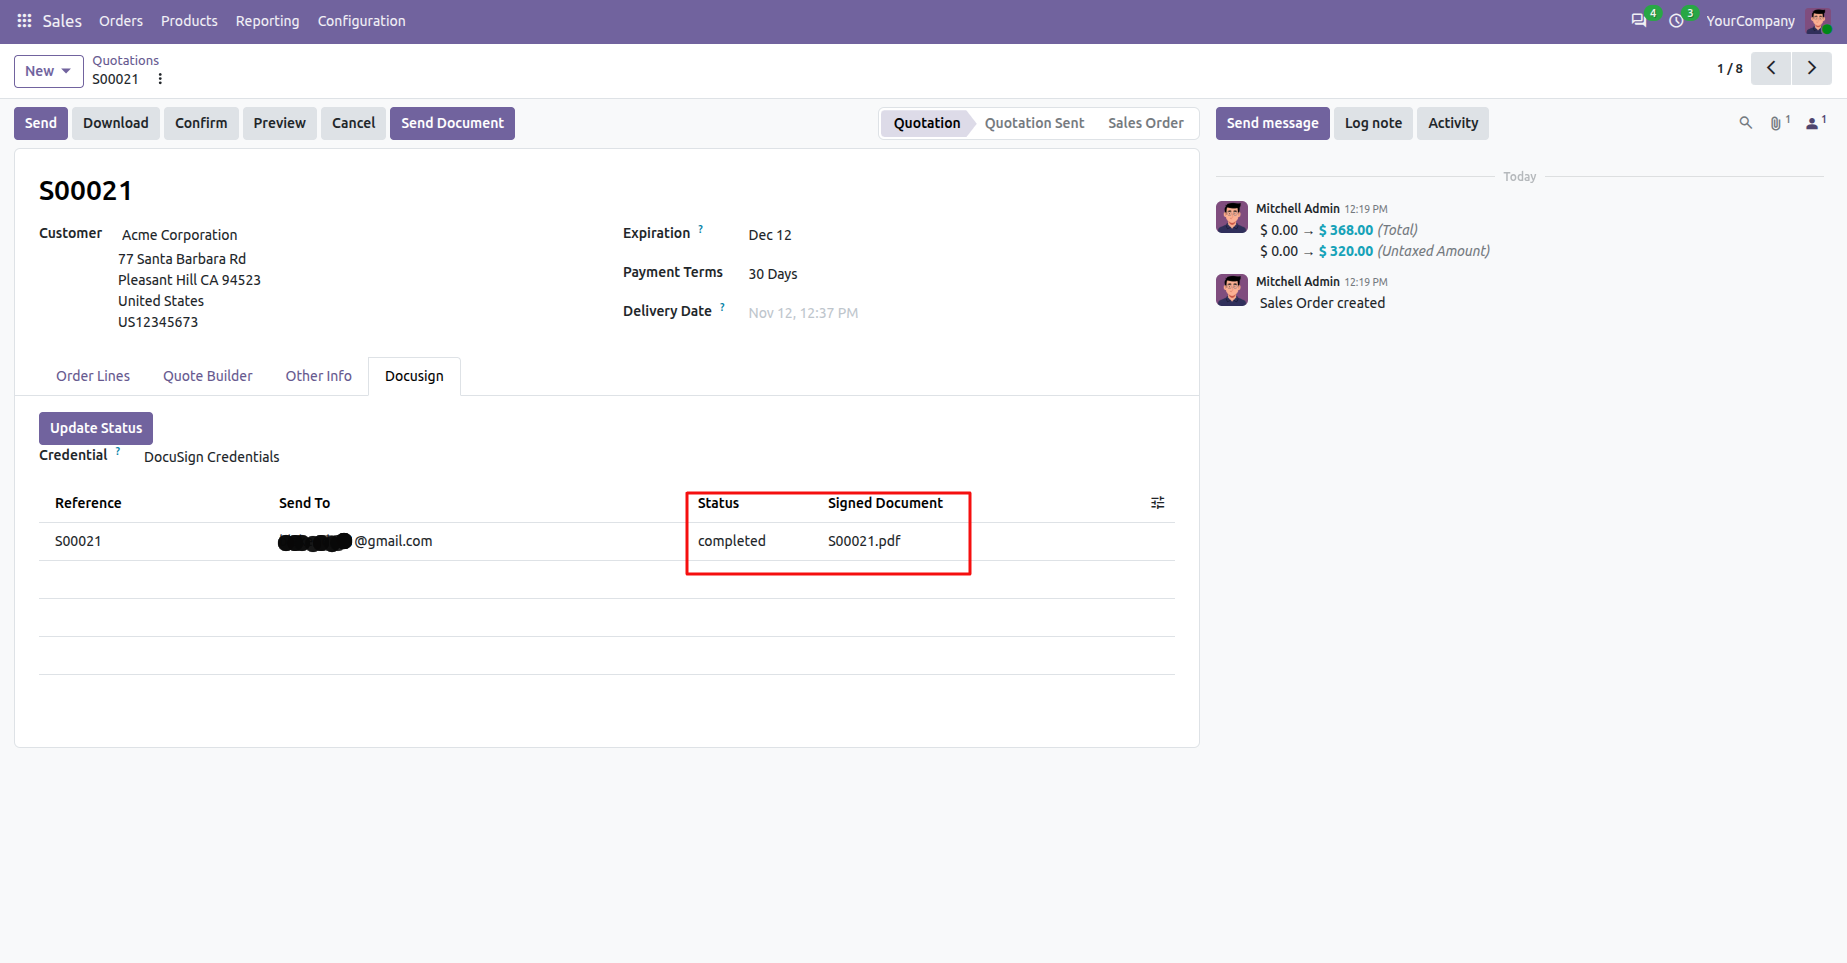 Sales Orders Products Reporting Configuration
4 3 YourCompany
New
Quotations
S00021
1 / 8
Send Download Confirm Preview Cancel Send Document
Quotation Quotation Sent Sales Order
Send message Log note Activity
1 1
S00021
Customer Acme Corporation
77 Santa Barbara Rd
Pleasant Hill CA 94523
United States
US12345673
Expiration ? Dec 12
Payment Terms 30 Days
Delivery Date ? Nov 12, 12:37 PM
Order Lines Quote Builder Other Info Docusign
Update Status
Credential ? DocuSign Credentials
Reference Send To Status Signed Document
S00021 @gmail.com completed S00021.pdf
Today
Mitchell Admin 12:19 PM
$ 0.00 → $ 368.00 (Total)
$ 0.00 → $ 320.00 (Untaxed Amount)
Mitchell Admin 12:19 PM
Sales Order created